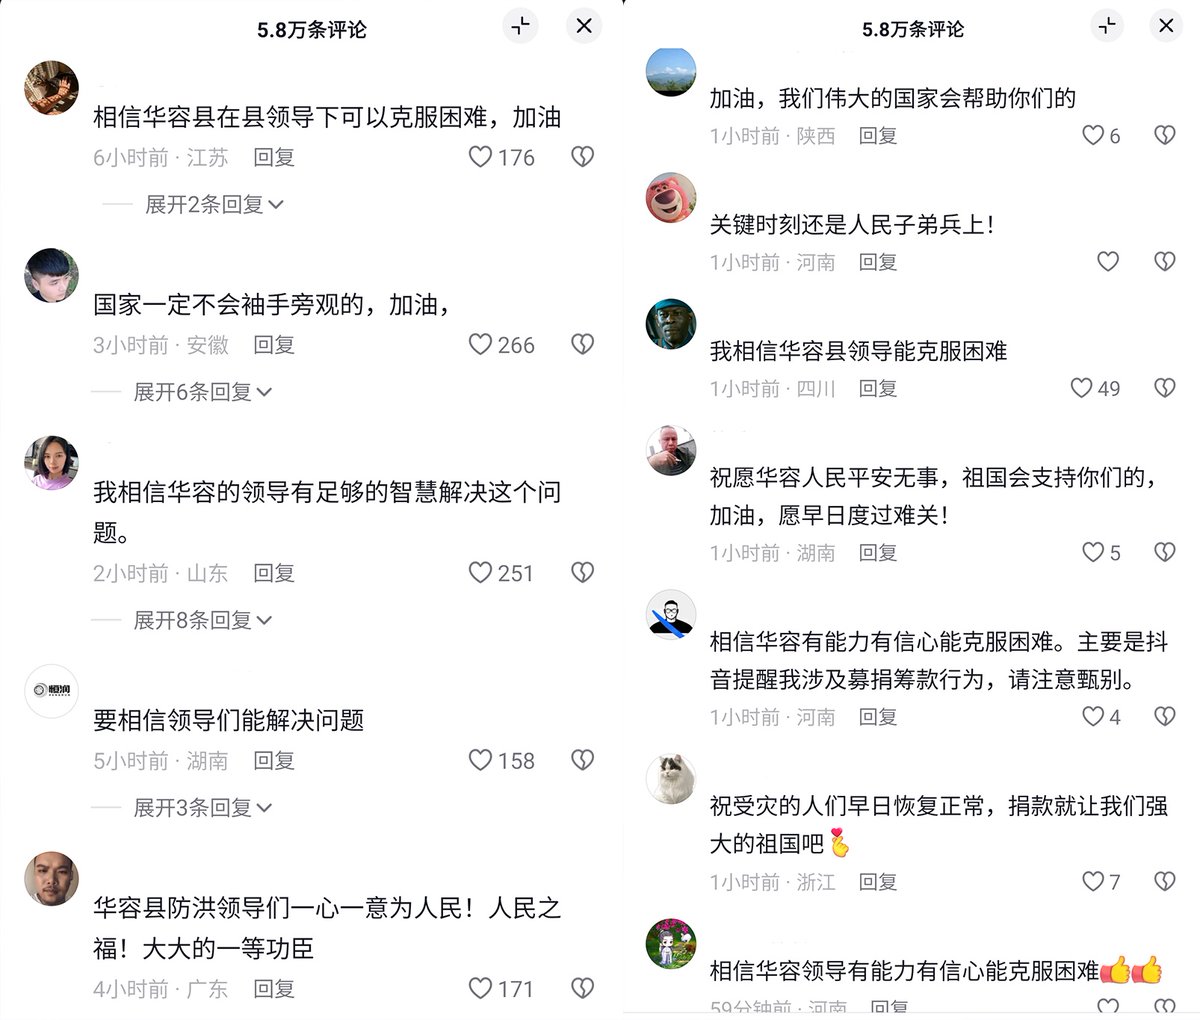 5.8万条评论
相信华容县在县领导下可以克服困难，加油
6小时前 · 江苏 回复 176
展开2条回复
国家一定不会袖手旁观的，加油，
3小时前 · 安徽 回复 266
展开6条回复
我相信华容的领导有足够的智慧解决这个问
题。
2小时前 · 山东 回复 251
展开8条回复
恒润
要相信领导们能解决问题
5小时前 · 湖南 回复 158
展开3条回复
华容县防洪领导们一心一意为人民！人民之
福！大大的一等功臣
4小时前 · 广东 回复 171
5.8万条评论
加油，我们伟大的国家会帮助你们的
1小时前 · 陕西 回复 6
关键时刻还是人民子弟兵上！
1小时前 · 河南 回复
我相信华容县领导能克服困难
1小时前 · 四川 回复 49
祝愿华容人民平安无事，祖国会支持你们的，
加油，愿早日度过难关！
1小时前 · 湖南 回复 5
相信华容有能力有信心能克服困难。主要是抖
音提醒我涉及募捐筹款行为，请注意甄别。
1小时前 · 河南 回复 4
祝受灾的人们早日恢复正常，捐款就让我们强
大的祖国吧
1小时前 · 浙江 回复 7
相信华容领导有能力有信心能克服困难👍👍
59分钟前 · 河南 回复